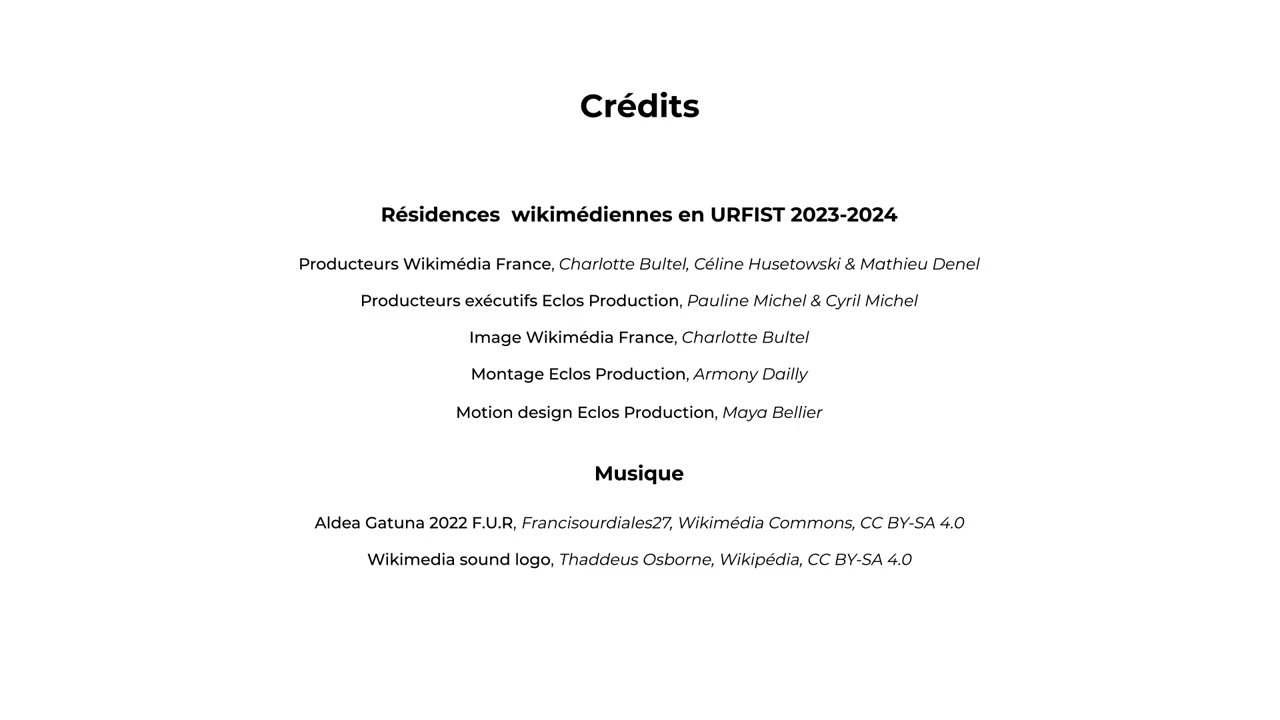 Crédits
Résidences  wikimédiennes en URFIST 2023-2024
Producteurs Wikimédia France, Charlotte Bultel, Céline Husetowski & Mathieu Denel
Producteurs exécutifs Eclos Production, Pauline Michel & Cyril Michel
Image Wikimédia France, Charlotte Bultel
Montage Eclos Production, Armony Dailly
Motion design Eclos Production, Maya Bellier
Musique
Aldea Gatuna 2022 F.U.R, Francisourdiales27, Wikimédia Commons, CC BY-SA 4.0
Wikimedia sound logo, Thaddeus Osborne, Wikipédia, CC BY-SA 4.0